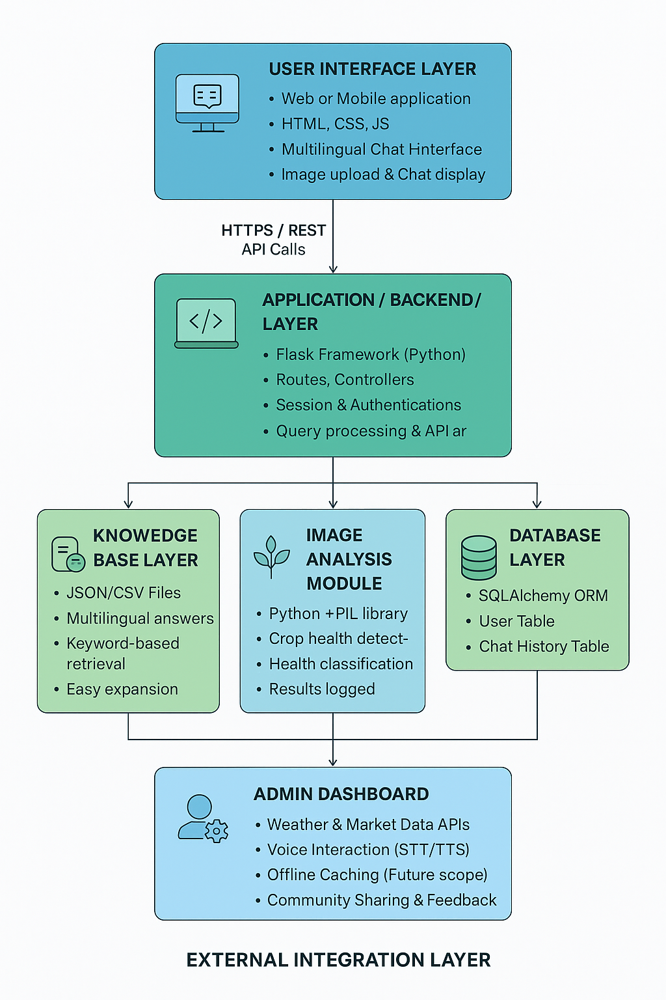 USER INTERFACE LAYER
• Web or Mobile application
• HTML, CSS, JS
• Multilingual Chat Hnterface
• Image upload & Chat display
HTTPS / REST
API Calls
APPLICATION / BACKEND/
LAYER
• Flask Framework (Python)
• Routes, Controllers
• Session & Authentications
• Query processing & API ar
KNOWEDGE
BASE LAYER
• JSON/CSV Files
• Multilingual answers
• Keyword-based
retrieval
• Easy expansion
IMAGE
ANALYSIS
MODULE
• Python +PIL library
• Crop health detect-
• Health classification
• Results logged
DATABASE
LAYER
• SQLAlchemy ORM
• User Table
• Chat History Table
ADMIN DASHBOARD
• Weather & Market Data APIs
• Voice Interaction (STT/TTS)
• Offline Caching (Future scope)
• Community Sharing & Feedback
EXTERNAL INTEGRATION LAYER